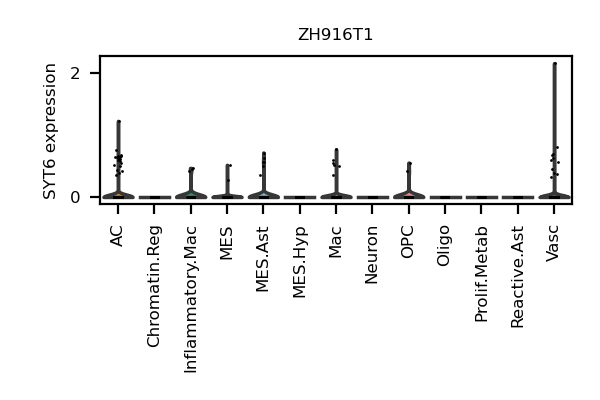 ZH916T1
SYT6 expression
2
0
AC
Chromatin.Reg
Inflammatory.Mac
MES
MES.Ast
MES.Hyp
Mac
Neuron
OPC
Oligo
Prolif.Metab
Reactive.Ast
Vasc